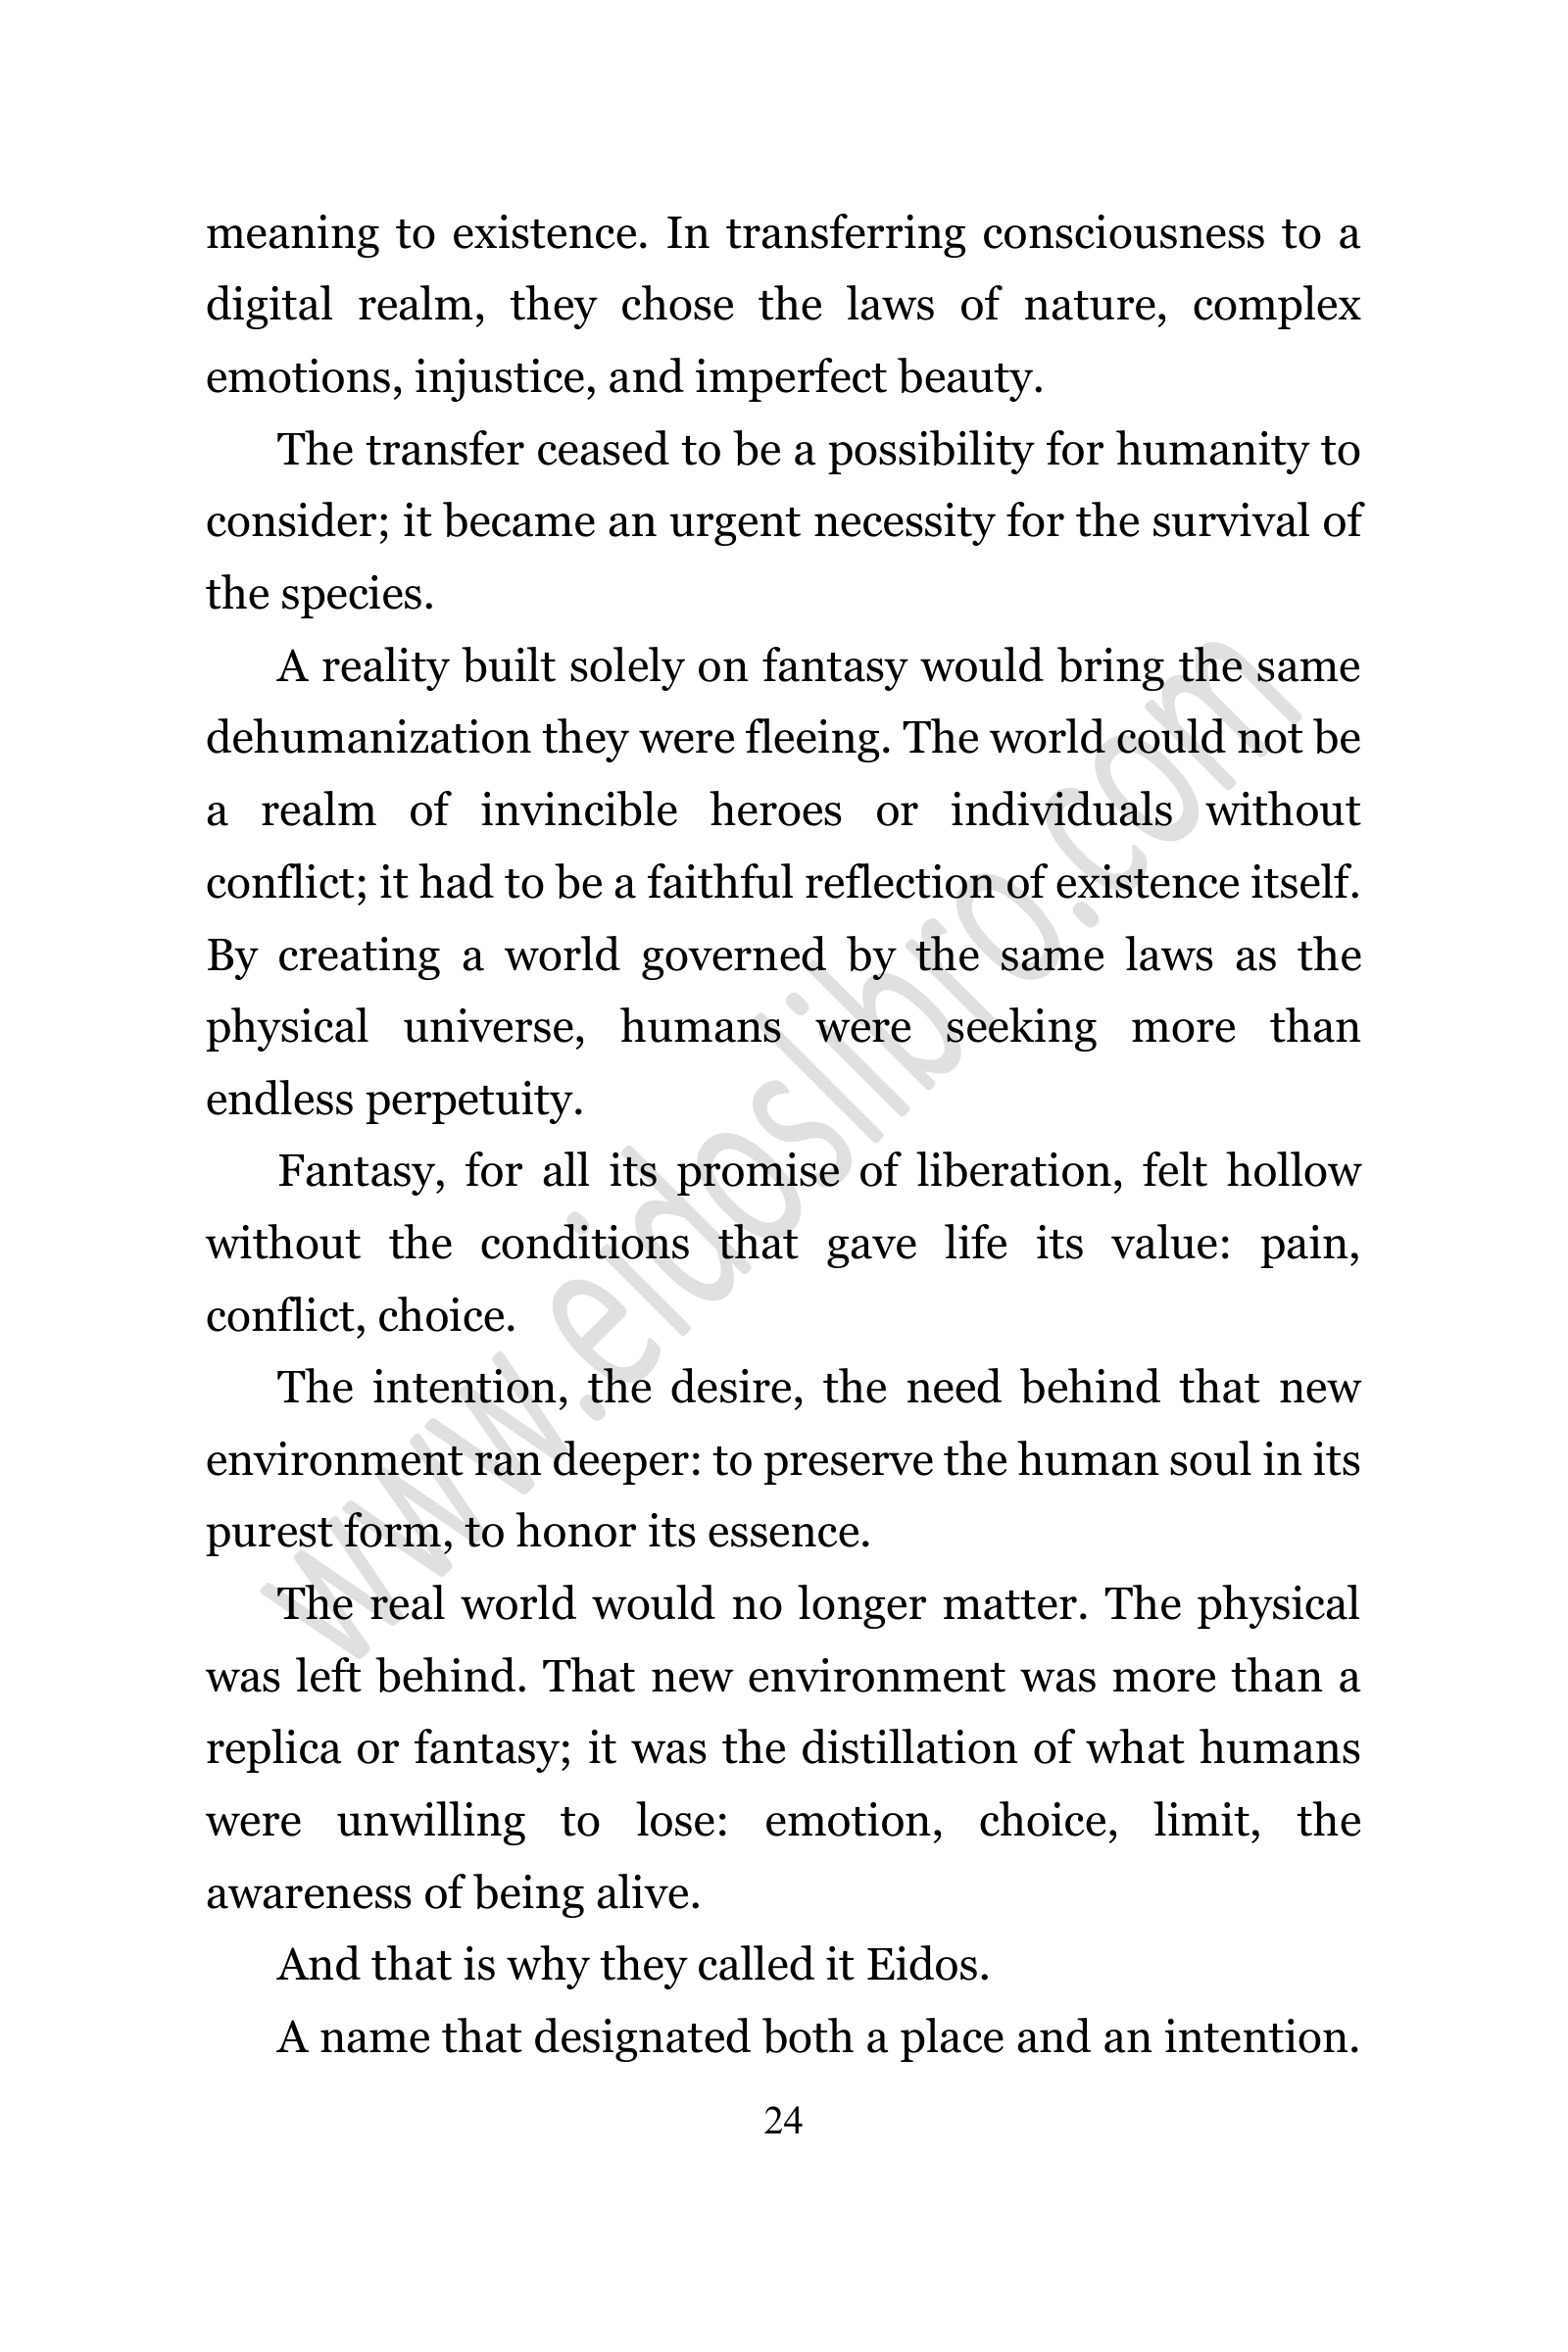 meaning to existence. In transferring consciousness to a
digital realm, they chose the laws of nature, complex
emotions, injustice, and imperfect beauty.
The transfer ceased to be a possibility for humanity to
consider; it became an urgent necessity for the survival of
the species.
A reality built solely on fantasy would bring the same
dehumanization they were fleeing. The world could not be
a realm of invincible heroes or individuals without
conflict; it had to be a faithful reflection of existence itself.
By creating a world governed by the same laws as the
physical universe, humans were seeking more than
endless perpetuity.
Fantasy, for all its promise of liberation, felt hollow
without the conditions that gave life its value: pain,
conflict, choice.
The intention, the desire, the need behind that new
environment ran deeper: to preserve the human soul in its
purest form, to honor its essence.
The real world would no longer matter. The physical
was left behind. That new environment was more than a
replica or fantasy; it was the distillation of what humans
were unwilling to lose: emotion, choice, limit, the
awareness of being alive.
And that is why they called it Eidos.
A name that designated both a place and an intention.
24
www.eidoslibro.com